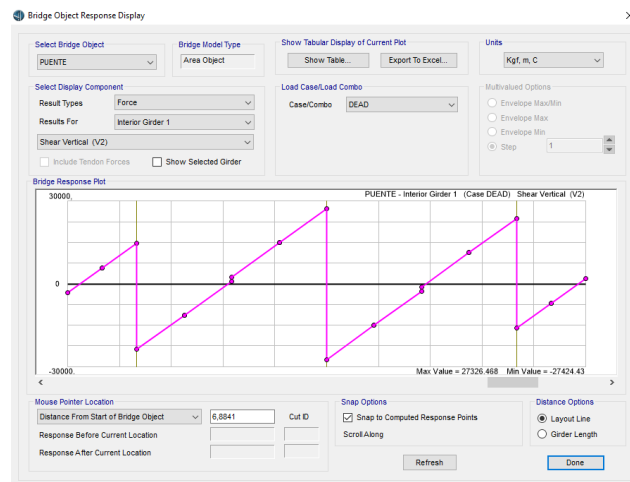 Bridge Object Response Display
Select Bridge Object
PUENTE
Bridge Model Type
Area Object
Show Tabular Display of Current Plot
Show Table...
Export To Excel...
Units
Kgf, m, C
Select Display Component
Result Types
Force
Results For
Interior Girder 1
Shear Vertical (V2)
Include Tendon Forces
Show Selected Girder
Load Case/Load Combo
Case/Combo
DEAD
Multivalued Options
Envelope Max/Min
Envelope Max
Envelope Min
Step
1
Bridge Response Plot
30000,
PUENTE - Interior Girder 1 (Case DEAD) Shear Vertical (V2)
0
-30000,
Max Value = 27326.468 Min Value = -27424.43
Mouse Pointer Location
Distance From Start of Bridge Object
6,8841
Cut ID
Response Before Current Location
Response After Current Location
Snap Options
Snap to Computed Response Points
Scroll Along
Distance Options
Layout Line
Girder Length
Refresh
Done